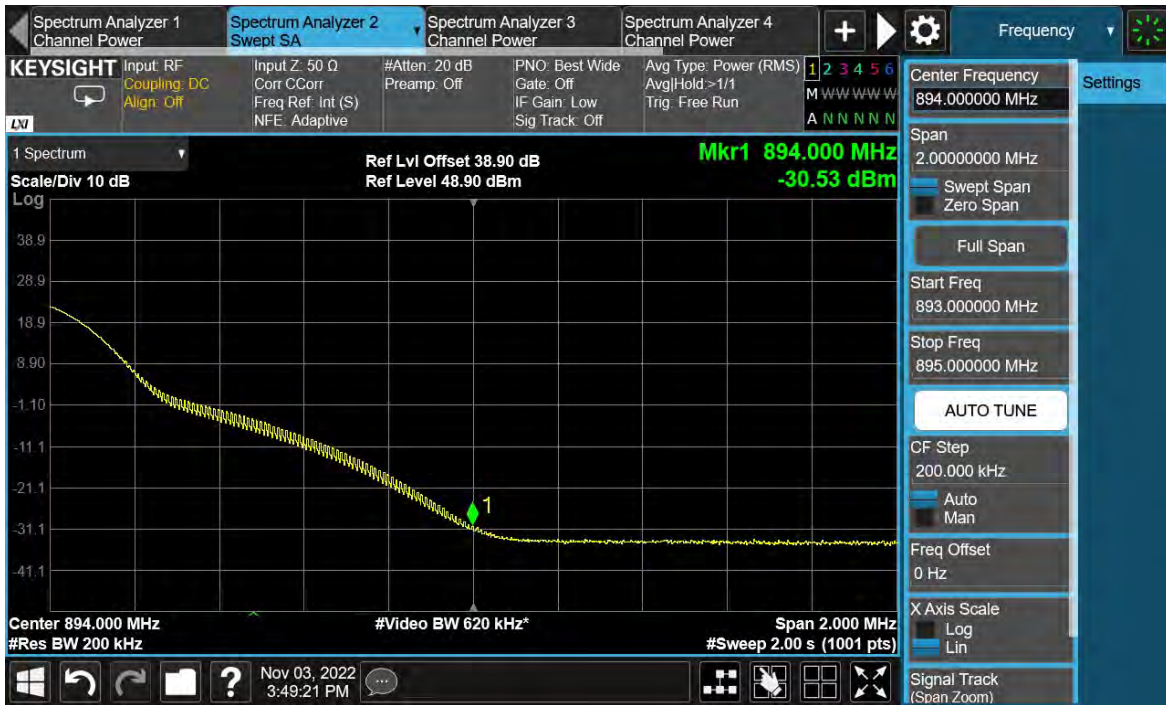 Spectrum Analyzer 1
Channel Power
Spectrum Analyzer 2
Swept SA
Spectrum Analyzer 3
Channel Power
Spectrum Analyzer 4
Channel Power
+
Frequency
KEYSIGHT
LXI
Input: RF
Coupling: DC
Align: Off
Input Z: 50 Ω
Corr CCorr
Freq Ref: Int (S)
NFE: Adaptive
#Atten: 20 dB
Preamp: Off
PNO: Best Wide
Gate: Off
IF Gain: Low
Sig Track: Off
Avg Type: Power (RMS)
Avg|Hold:>1/1
Trig: Free Run
1 2 3 4 5 6
M W W W W W
A N N N N N
1 Spectrum
Scale/Div 10 dB
Log
Ref Lvl Offset 38.90 dB
Ref Level 48.90 dBm
Mkr1 894.000 MHz
-30.53 dBm
38.9
28.9
18.9
8.90
-1.10
-11.1
-21.1
-31.1
-41.1
1
Center 894.000 MHz
#Res BW 200 kHz
#Video BW 620 kHz*
Span 2.000 MHz
#Sweep 2.00 s (1001 pts)
?
Nov 03, 2022
3:49:21 PM
Center Frequency
894.000000 MHz
Span
2.00000000 MHz
Swept Span
Zero Span
Full Span
Start Freq
893.000000 MHz
Stop Freq
895.000000 MHz
AUTO TUNE
CF Step
200.000 kHz
Auto
Man
Freq Offset
0 Hz
X Axis Scale
Log
Lin
Signal Track
(Span Zoom)
Settings